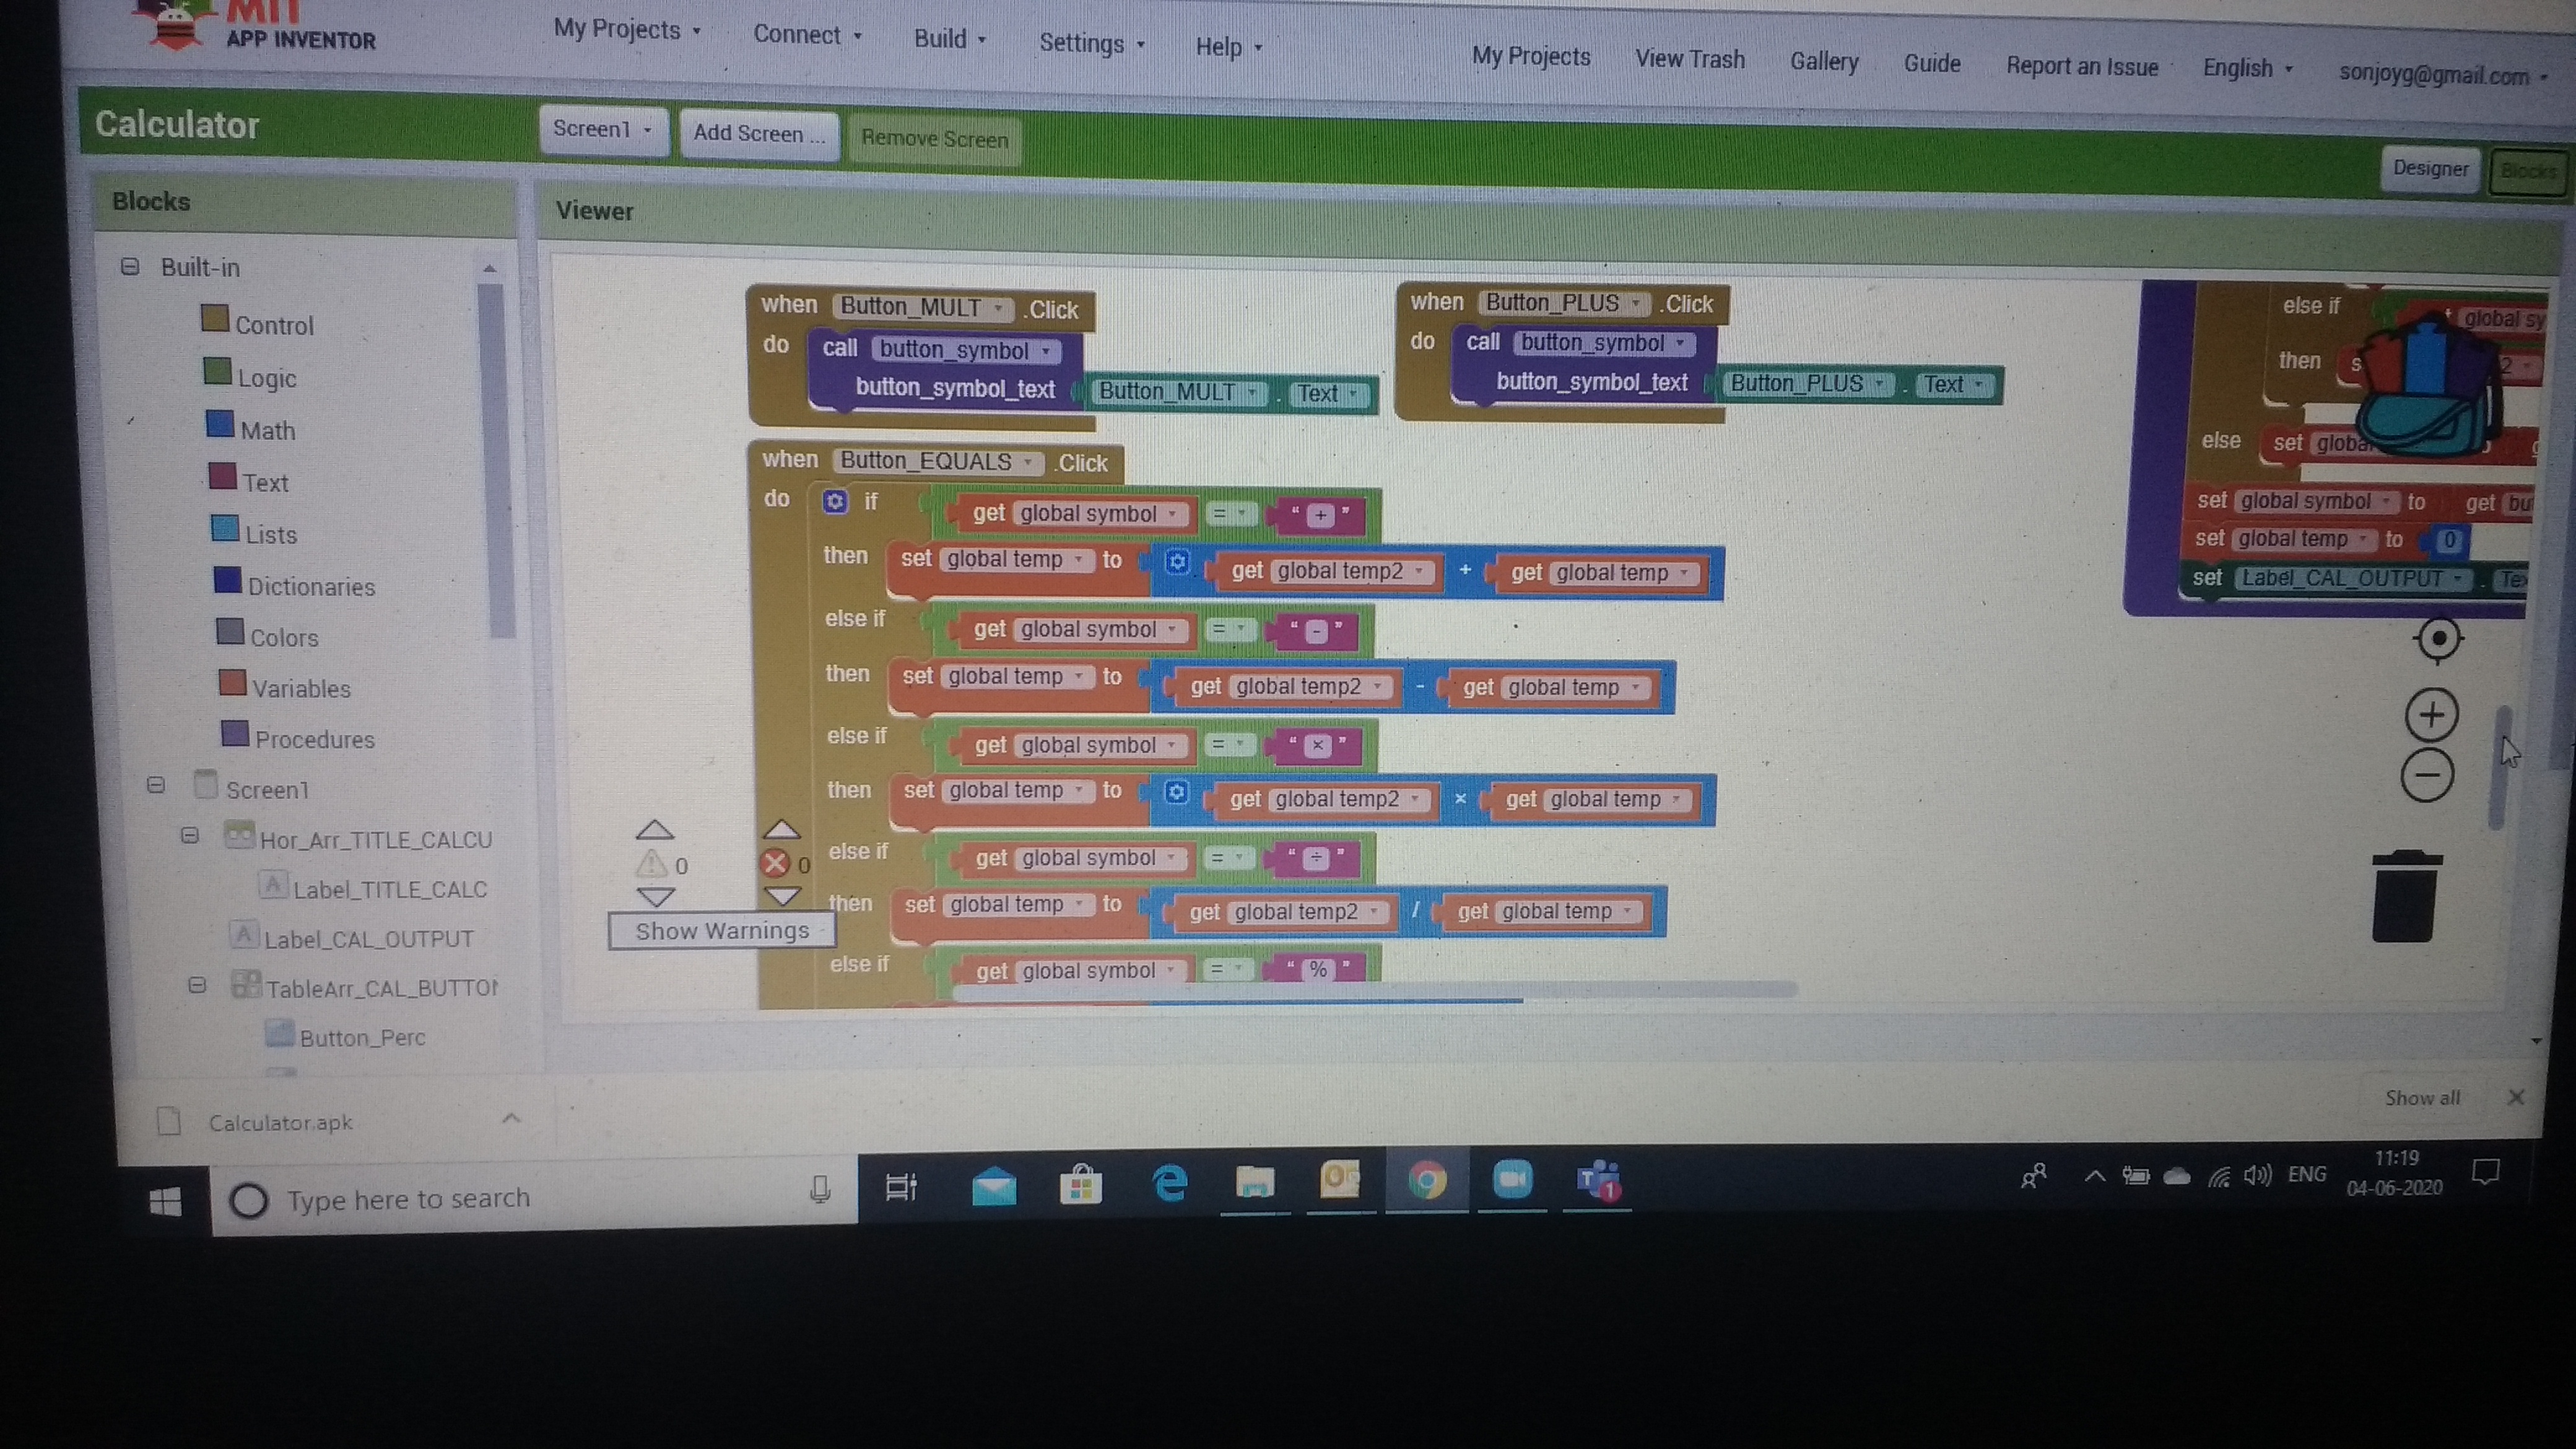 MIT
APP INVENTOR
My Projects Connect Build Settings Help My Projects View Trash Gallery Guide Report an Issue English sonjoyg@gmail.com
Calculator Screen1 Add Screen ... Remove Screen Designer Blocks
Blocks
Viewer
Built-in
Control
Logic
Math
Text
Lists
Dictionaries
Colors
Variables
Procedures
Screen1
Hor_Arr_TITLE_CALCU
Label_TITLE_CALC
Label_CAL_OUTPUT
TableArr_CAL_BUTTO
Button_Perc
when Button_MULT .Click
do call button_symbol
button_symbol_text Button_MULT . Text
when Button_PLUS .Click
do call button_symbol
button_symbol_text Button_PLUS . Text
when Button_EQUALS .Click
do if get global symbol = " + "
then set global temp to get global temp2 + get global temp
else if get global symbol = " - "
then set global temp to get global temp2 - get global temp
else if get global symbol = " × "
then set global temp to get global temp2 × get global temp
else if get global symbol = " ÷ "
then set global temp to get global temp2 / get global temp
else if get global symbol = " % "
else if global sy
then
else set
set global symbol to get bu
set global temp to 0
set Label_CAL_OUTPUT . Te
0 0
Show Warnings
Calculator.apk
Show all
Type here to search
1
ENG
11:19
04-06-2020